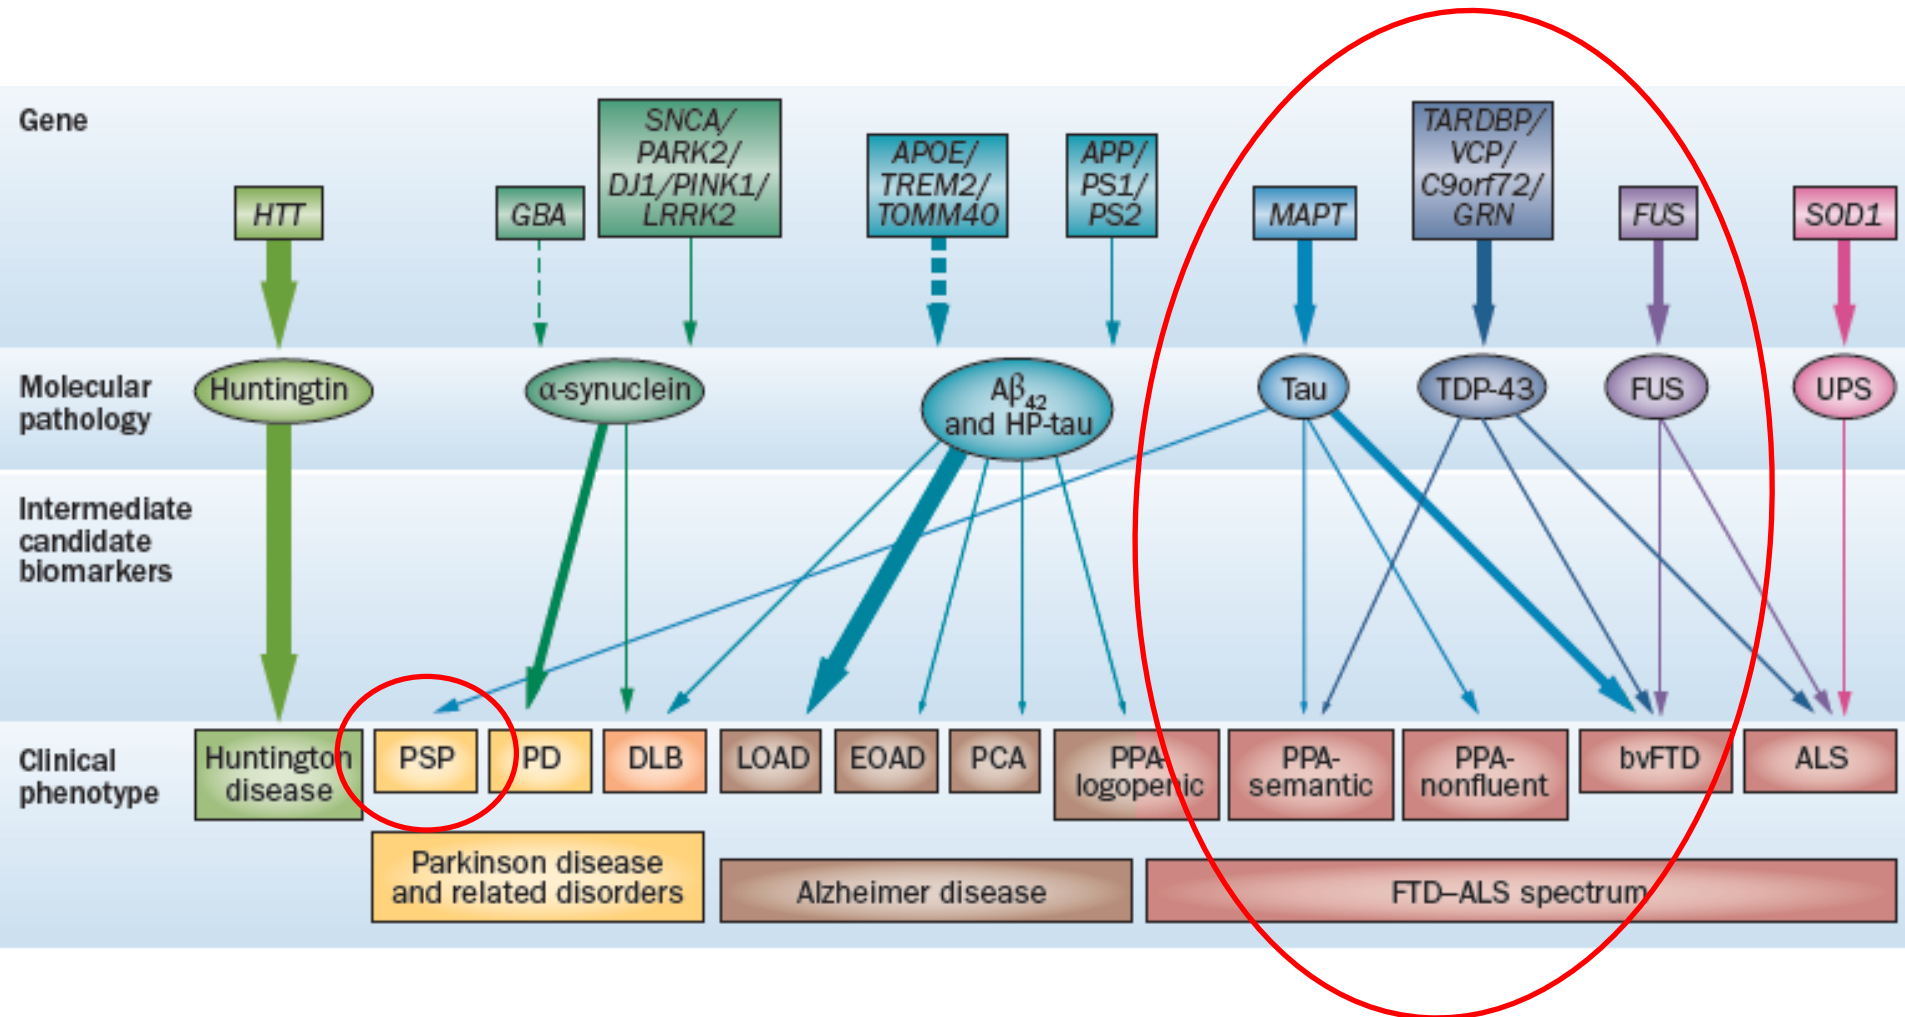 Gene
HTT
GBA
SNCA/
PARK2/
DJ1/PINK1/
LRRK2
APOE/
TREM2/
TOMM40
APP/
PS1/
PS2
MAPT
TARDBP/
VCP/
C9orf72/
GRN
FUS
SOD1
Molecular
pathology
Huntingtin
α-synuclein
Aβ42
and HP-tau
Tau
TDP-43
FUS
UPS
Intermediate
candidate
biomarkers
Clinical
phenotype
Huntington
disease
PSP
PD
DLB
LOAD
EOAD
PCA
PPA-
logopenic
PPA-
semantic
PPA-
nonfluent
bvFTD
ALS
Parkinson disease
and related disorders
Alzheimer disease
FTD–ALS spectrum